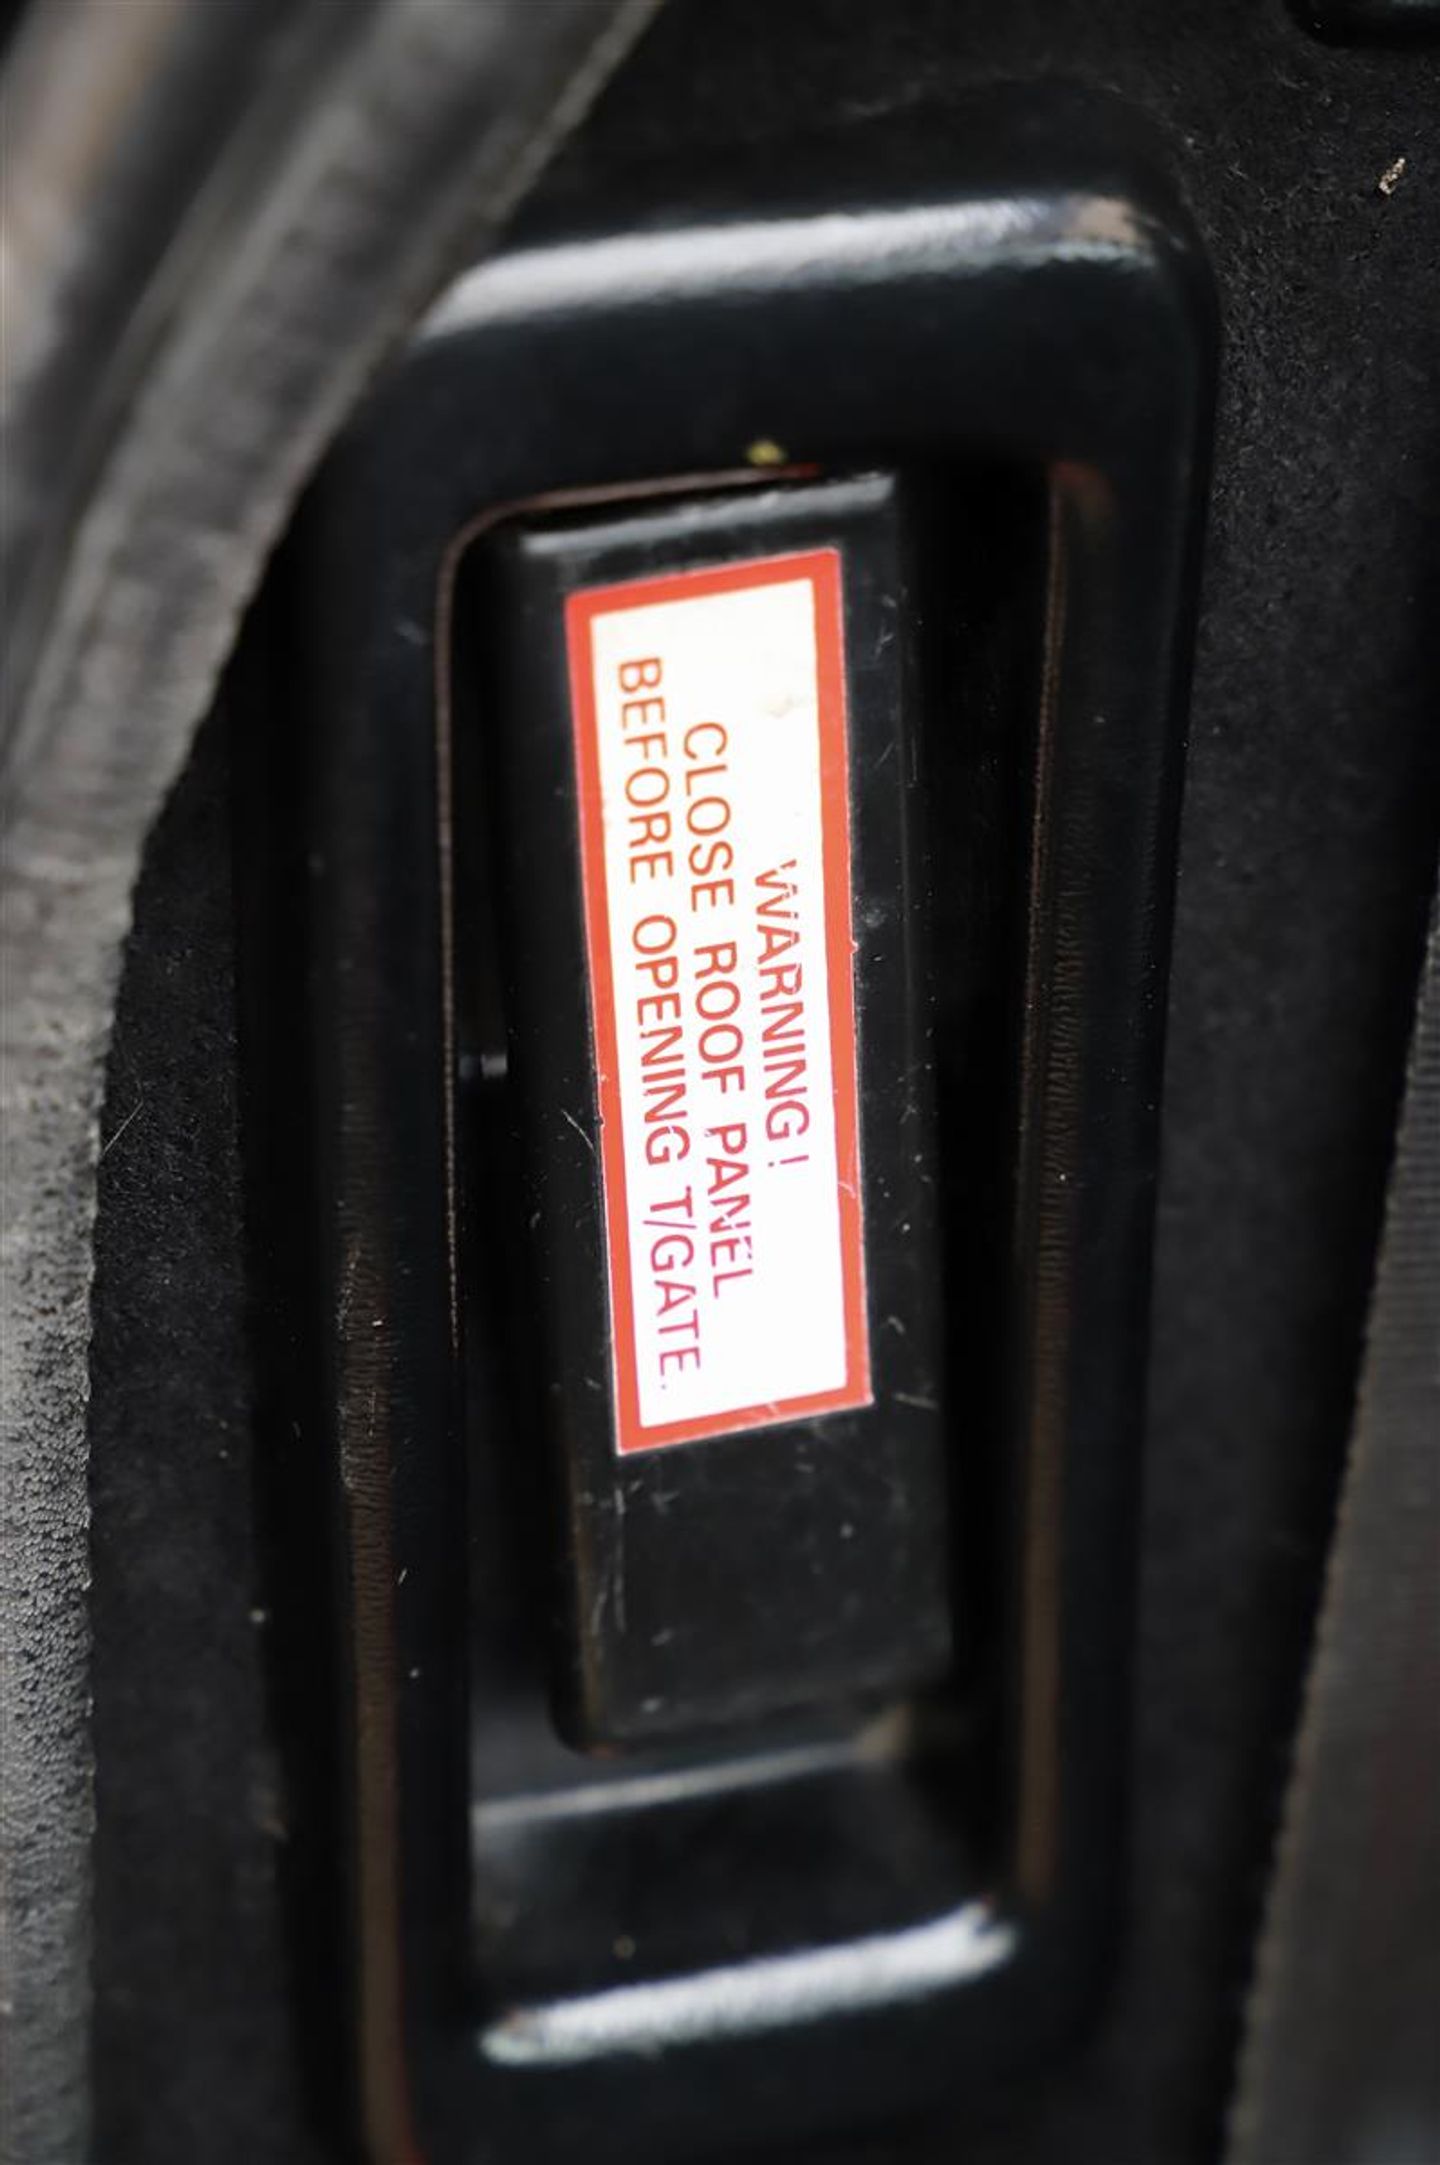 WARNING!
CLOSE ROOF PANEL
BEFORE OPENING T/GATE.